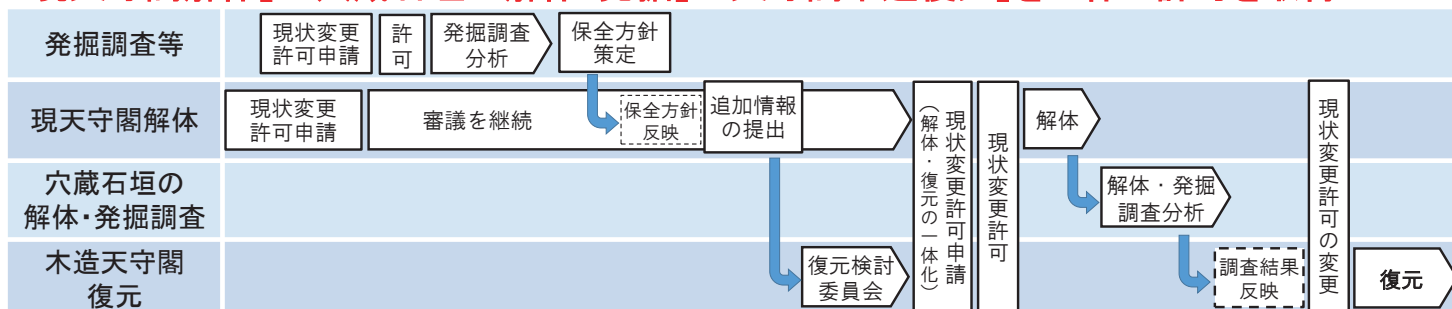 発掘調査等
現状変更
許可申請
許
可
発掘調査
分析
保全方針
策定
現天守閣解体
現状変更
許可申請
審議を継続
保全方針
反映
追加情報
の提出
現状変更許可申請
(解体・復元の一体化)
現状変更許可
解体
現状変更許可の変更
穴蔵石垣の
解体・発掘調査
解体・発掘
調査分析
木造天守閣
復元
復元検討
委員会
調査結果
反映
復元